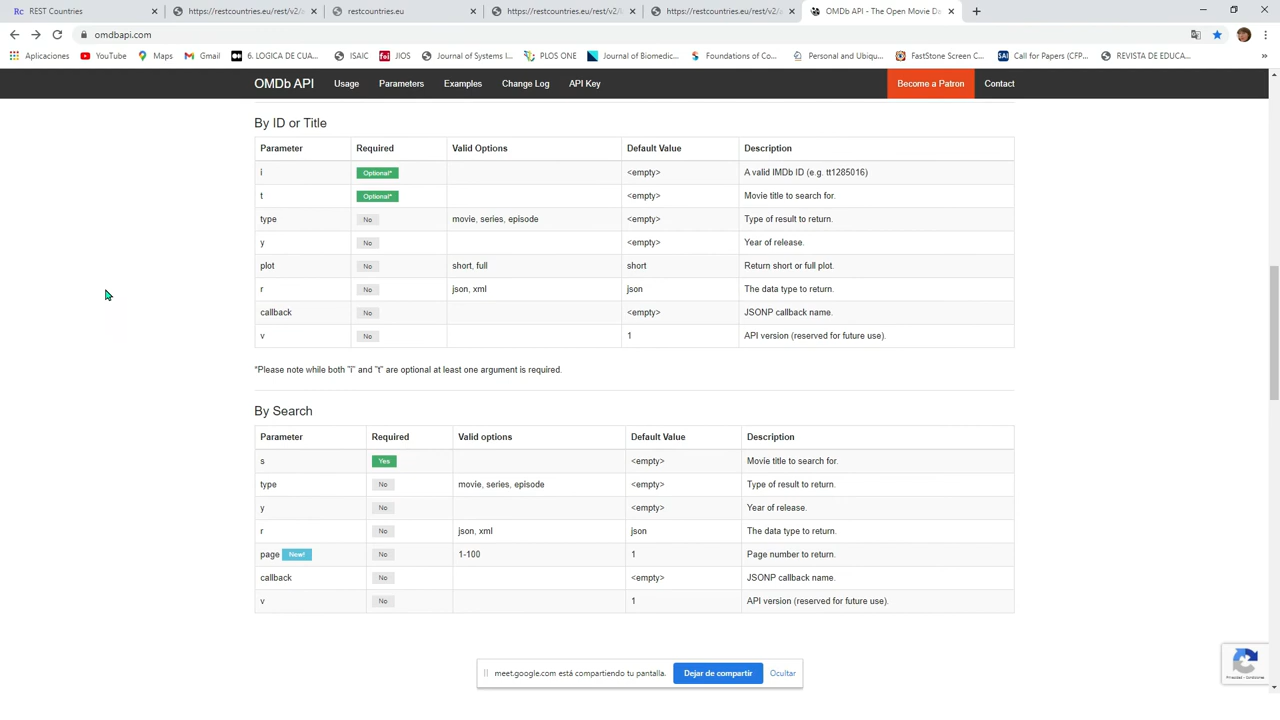 REST Countries
https://restcountries.eu/rest/v2/
restcountries.eu
https://restcountries.eu/rest/v2/l
https://restcountries.eu/rest/v2/a
OMDb API - The Open Movie Da
omdbapi.com
Aplicaciones
YouTube
Maps
Gmail
6. LOGICA DE CUA...
ISAIC
JIOS
Journal of Systems I...
PLOS ONE
Journal of Biomedic...
Foundations of Co...
Personal and Ubiqu...
FastStone Screen C...
Call for Papers (CFP...
REVISTA DE EDUCA...
OMDb API Usage Parameters Examples Change Log API Key Become a Patron Contact
By ID or Title
Parameter Required Valid Options Default Value Description
i Optional* <empty> A valid IMDb ID (e.g. tt1285016)
t Optional* <empty> Movie title to search for.
type No movie, series, episode <empty> Type of result to return.
y No <empty> Year of release.
plot No short, full short Return short or full plot.
r No json, xml json The data type to return.
callback No <empty> JSONP callback name.
v No 1 API version (reserved for future use).
*Please note while both "i" and "t" are optional at least one argument is required.
By Search
Parameter Required Valid options Default Value Description
s Yes <empty> Movie title to search for.
type No movie, series, episode <empty> Type of result to return.
y No <empty> Year of release.
r No json, xml json The data type to return.
page New! No 1-100 1 Page number to return.
callback No <empty> JSONP callback name.
v No 1 API version (reserved for future use).
meet.google.com está compartiendo tu pantalla. Dejar de compartir Ocultar